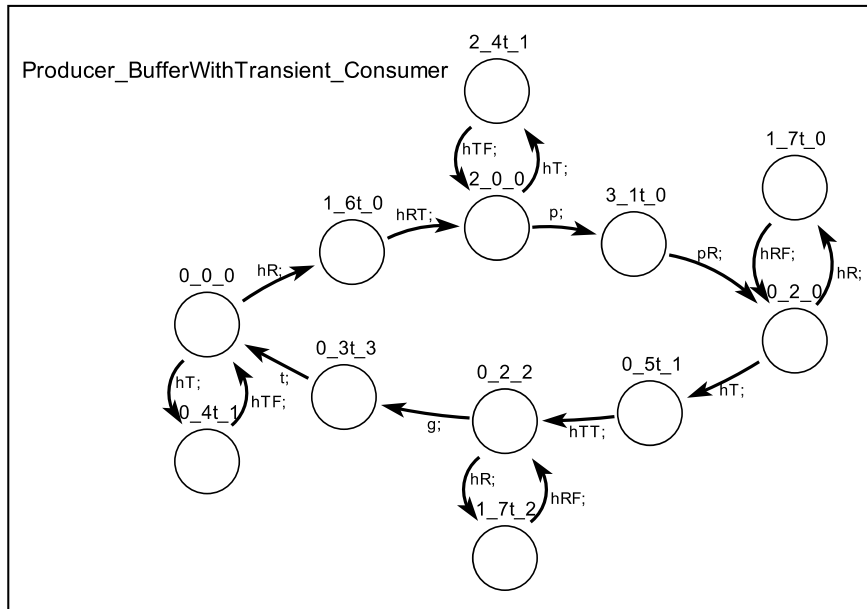 2_4t_1
Producer_BufferWithTransient_Consumer
hTF;
hT;
2_0_0
1_7t_0
1_6t_0
hRT;
p;
3_1t_0
pR;
hRF;
hR;
0_2_0
0_0_0
hR;
hT;
hTF;
0_4t_1
t;
0_3t_3
g;
0_2_2
hTT;
0_5t_1
hT;
hR;
hRF;
1_7t_2